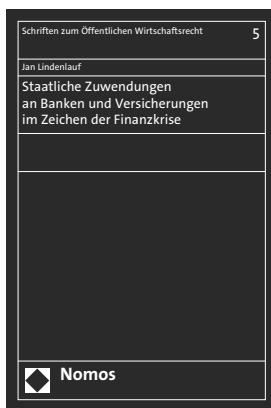 Schriften zum Öffentlichen Wirtschaftsrecht 5
Jan Lindenlauf
Staatliche Zuwendungen
an Banken und Versicherungen
im Zeichen der Finanzkrise
Nomos